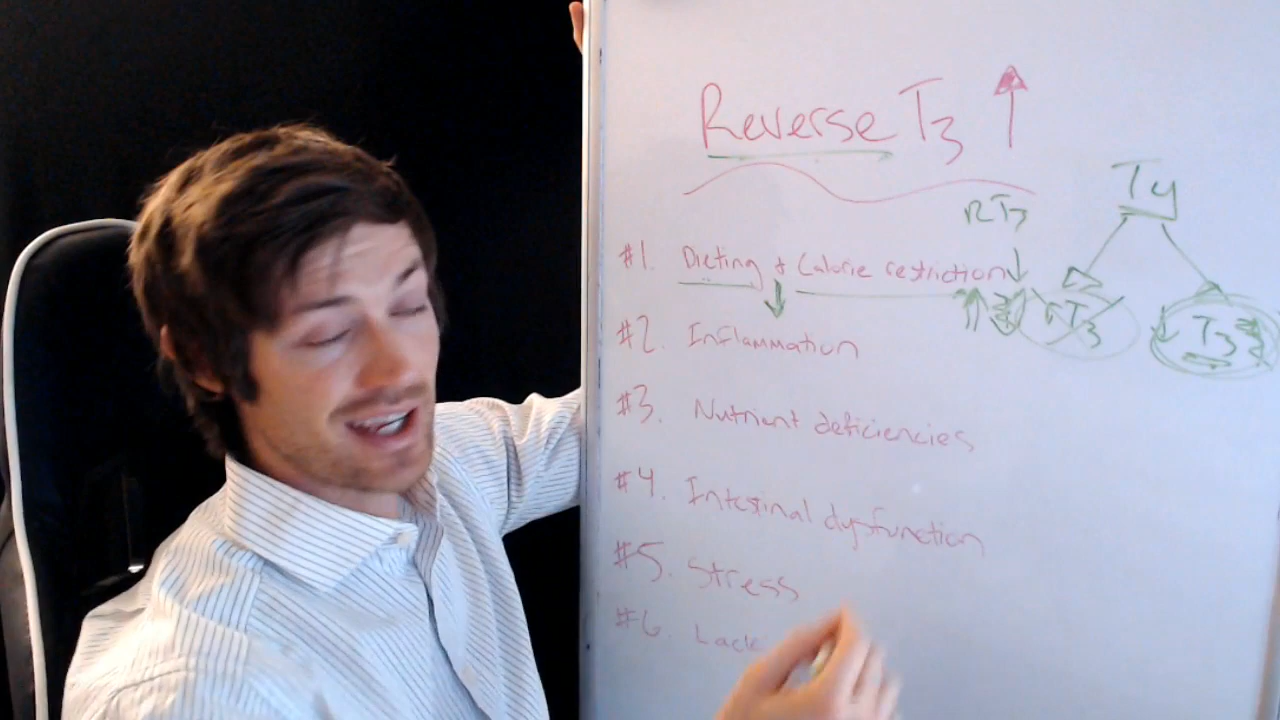 Reverse T3 ↑
T4
RT3 ↓
#1. Dieting + Calorie restriction
T3
T3
#2. Inflammation
#3. Nutrient deficiencies
#4. Intestinal dysfunction
#5. Stress
#6. Lack